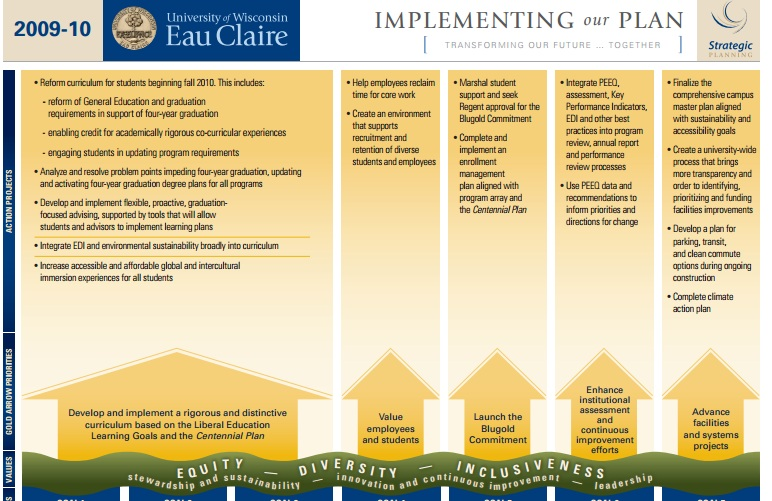 2009-10
University of Wisconsin
Eau Claire
IMPLEMENTING our PLAN
[ TRANSFORMING OUR FUTURE ... TOGETHER ]
Strategic
PLANNING
ACTION PROJECTS
• Reform curriculum for students beginning fall 2010. This includes:
- reform of General Education and graduation
requirements in support of four-year graduation
- enabling credit for academically rigorous co-curricular experiences
- engaging students in updating program requirements
• Analyze and resolve problem points impeding four-year graduation, updating
and activating four-year graduation degree plans for all programs
• Develop and implement flexible, proactive, graduation-
focused advising, supported by tools that will allow
students and advisors to implement learning plans
• Integrate EDI and environmental sustainability broadly into curriculum
• Increase accessible and affordable global and intercultural
immersion experiences for all students
• Help employees reclaim
time for core work
• Create an environment
that supports
recruitment and
retention of diverse
students and employees
• Marshal student
support and seek
Regent approval for the
Blugold Commitment
• Complete and
implement an
enrollment
management
plan aligned with
program array and
the Centennial Plan
• Integrate PEEQ,
assessment, Key
Performance Indicators,
EDI and other best
practices into program
review, annual report
and performance
review processes
• Use PEEQ data and
recommendations to
inform priorities and
directions for change
• Finalize the
comprehensive campus
master plan aligned
with sustainability and
accessibility goals
• Create a university-wide
process that brings
more transparency and
order to identifying,
prioritizing and funding
facilities improvements
• Develop a plan for
parking, transit,
and clean commute
options during ongoing
construction
• Complete climate
action plan
GOLD ARROW PRIORITIES
Develop and implement a rigorous and distinctive
curriculum based on the Liberal Education
Learning Goals and the Centennial Plan
Value
employees
and students
Launch the
Blugold
Commitment
Enhance
institutional
assessment
and
continuous
improvement
efforts
Advance
facilities
and systems
projects
VALUES
EQUITY — DIVERSITY — INCLUSIVENESS
stewardship and sustainability — innovation and continuous improvement — leadership